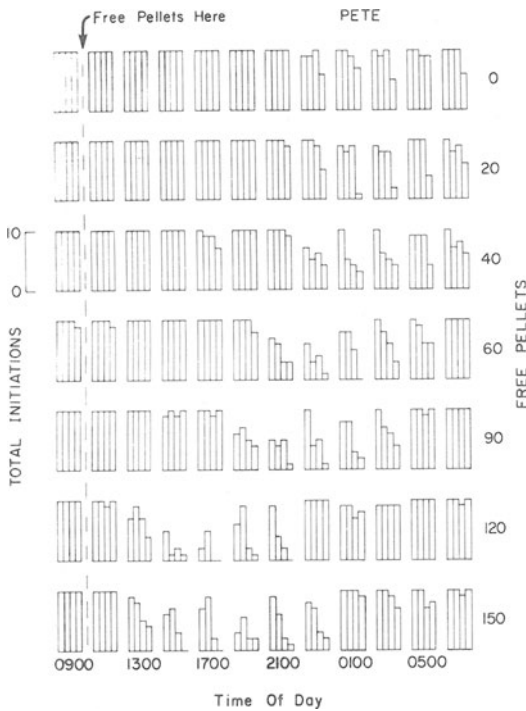 Free Pellets Here
PETE
0
20
10
40
0
60
90
120
150
TOTAL INITIATIONS
FREE PELLETS
0900 1300 1700 2100 0100 0500
Time Of Day